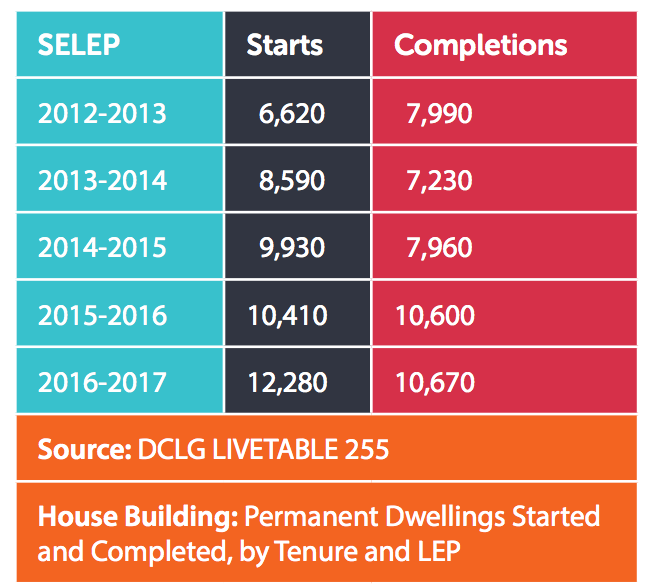 SELEP Starts Completions
2012-2013 6,620 7,990
2013-2014 8,590 7,230
2014-2015 9,930 7,960
2015-2016 10,410 10,600
2016-2017 12,280 10,670
Source: DCLG LIVETABLE 255
House Building: Permanent Dwellings Started
and Completed, by Tenure and LEP